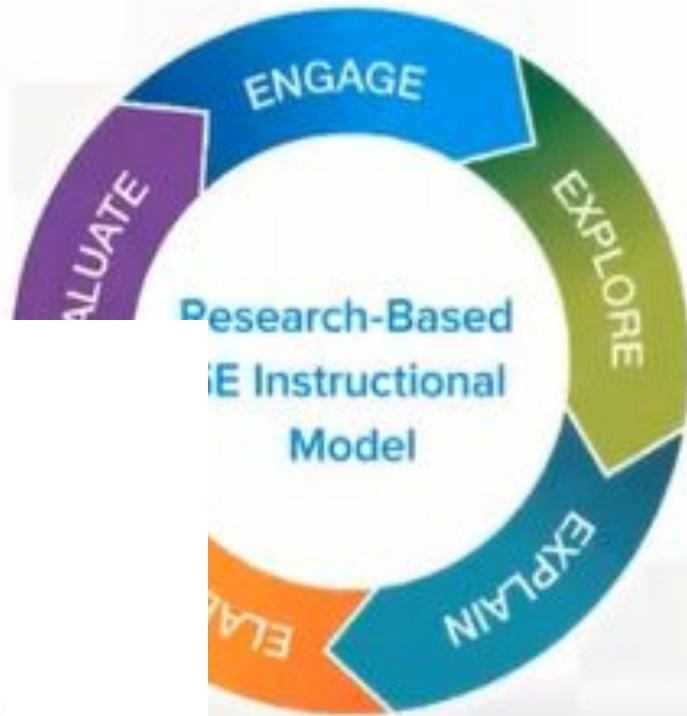 ENGAGE
EXPLORE
EXPLAIN
Research-Based
Instructional
Model